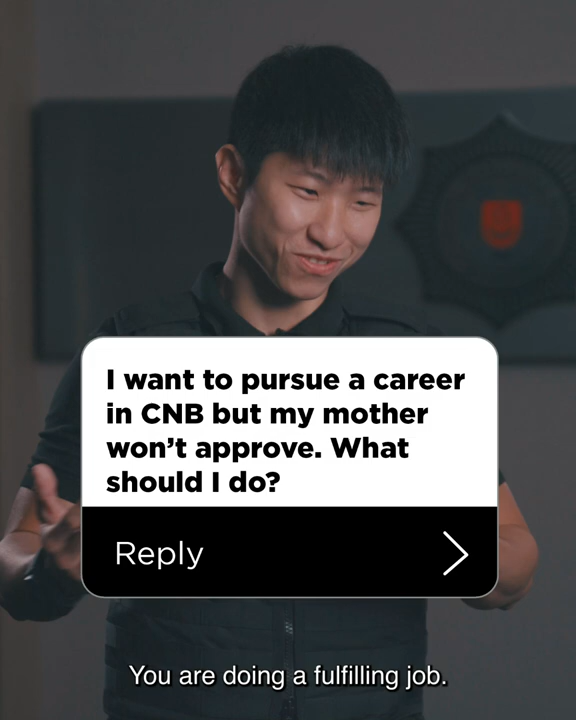 I want to pursue a career
in CNB but my mother
won’t approve. What
should I do?
Reply
You are doing a fulfilling job.